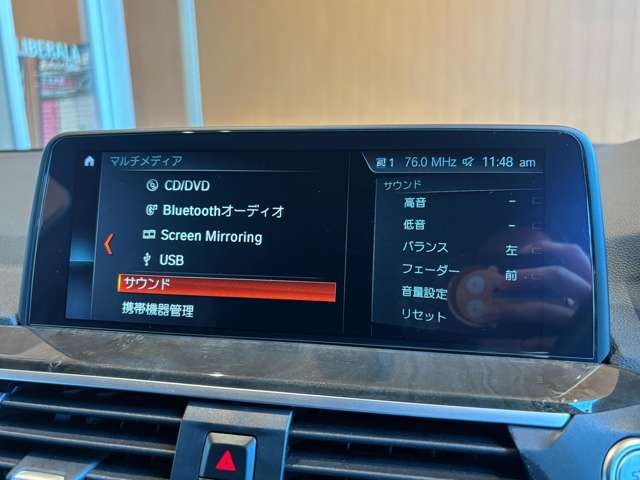 LIBERALA
マルチメディア
1 76.0 MHz 11:48 am
CD/DVD
Bluetoothオーディオ
Screen Mirroring
USB
サウンド
携帯機器管理
サウンド
高音 -
低音 -
バランス 左
フェーダー 前
音量設定
リセット